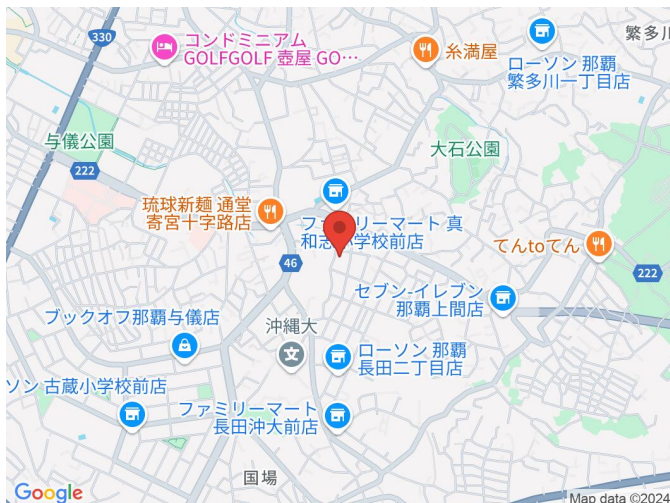 330
コンドミニアム
GOLFGOLF 壺屋 GO…
糸満屋
繁多川
ローソン 那覇
繁多川一丁目店
与儀公園
222
大石公園
琉球新麺 通堂
寄宮十字路店
ファミリーマート 真
和志小学校前店
てんtoてん
46
222
セブン-イレブン
那覇上間店
ブックオフ那覇与儀店
沖縄大
ローソン 那覇
長田二丁目店
ソン 古蔵小学校前店
ファミリーマート
長田沖大前店
国場
Google
Map data ©2024